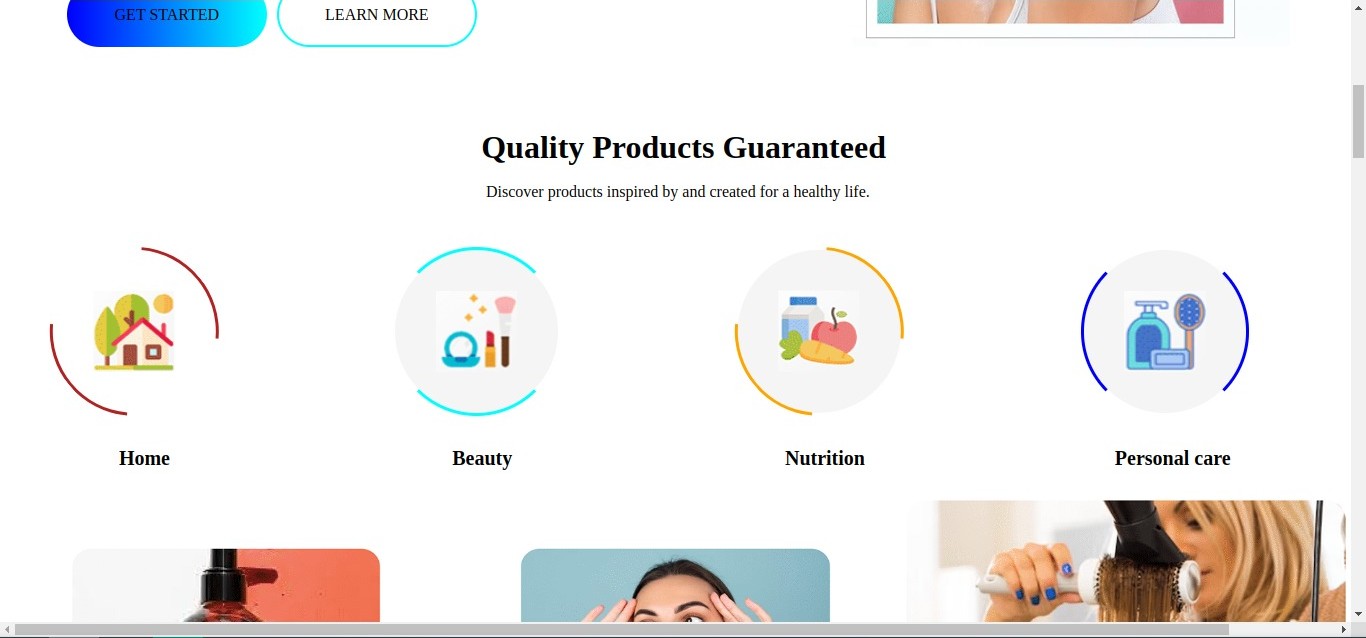 GET STARTED
LEARN MORE
Quality Products Guaranteed
Discover products inspired by and created for a healthy life.
Home
Beauty
Nutrition
Personal care